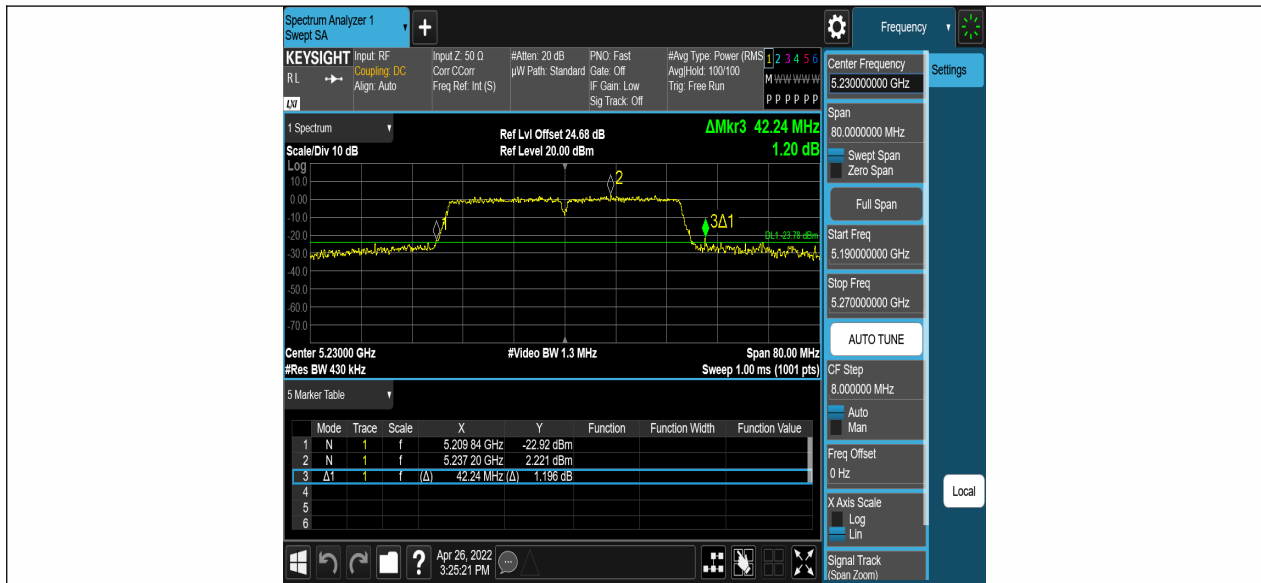 Spectrum Analyzer 1
Swept SA
+
Frequency
KEYSIGHT
RL
LXI
Input: RF
Coupling: DC
Align: Auto
Input Z: 50 Ω
Corr CCorr
Freq Ref: Int (S)
#Atten: 20 dB
µW Path: Standard
PNO: Fast
Gate: Off
IF Gain: Low
Sig Track: Off
#Avg Type: Power (RMS
Avg|Hold: 100/100
Trig: Free Run
1 2 3 4 5 6
M W W W W W
P P P P P P
Center Frequency
5.230000000 GHz
Settings
1 Spectrum
Scale/Div 10 dB
Ref Lvl Offset 24.68 dB
Ref Level 20.00 dBm
ΔMkr3 42.24 MHz
1.20 dB
Span
80.0000000 MHz
Swept Span
Zero Span
Full Span
Start Freq
5.190000000 GHz
Stop Freq
5.270000000 GHz
AUTO TUNE
CF Step
8.000000 MHz
Auto
Man
Freq Offset
0 Hz
X Axis Scale
Log
Lin
Signal Track
(Span Zoom)
Local
Log
10.0
0.00
-10.0
-20.0
-30.0
-40.0
-50.0
-60.0
-70.0
1
2
3Δ1
DL1 -23.78 dBm
Center 5.23000 GHz
#Video BW 1.3 MHz
Span 80.00 MHz
#Res BW 430 kHz
Sweep 1.00 ms (1001 pts)
5 Marker Table
Mode Trace Scale X Y Function Function Width Function Value
1 N 1 f 5.209 84 GHz -22.92 dBm
2 N 1 f 5.237 20 GHz 2.221 dBm
3 Δ1 1 f (Δ) 42.24 MHz (Δ) 1.196 dB
4
5
6
?
Apr 26, 2022
3:25:21 PM